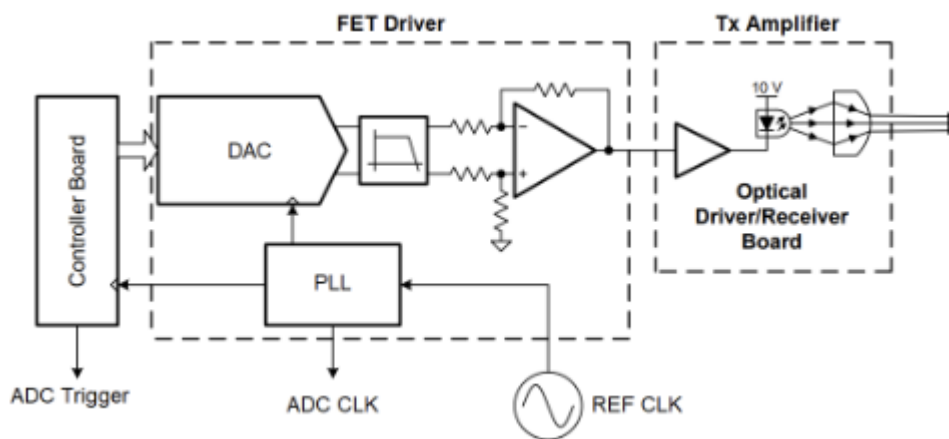 FET Driver
Tx Amplifier
Controller Board
DAC
−
+
10 V
Optical
Driver/Receiver
Board
PLL
ADC Trigger
ADC CLK
REF CLK